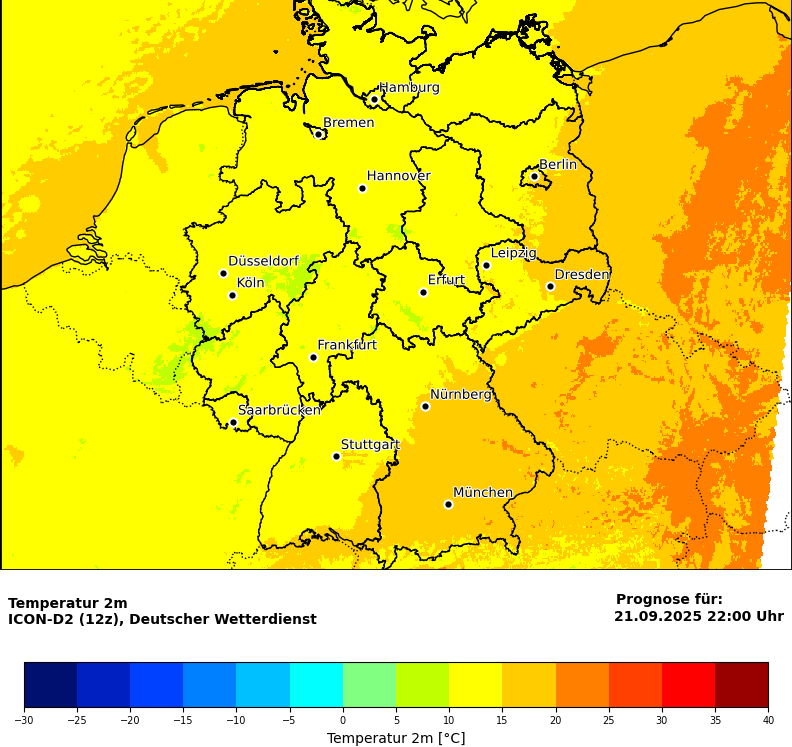 Hamburg
Bremen
Berlin
Hannover
Leipzig
Düsseldorf
Dresden
Köln
Erfurt
Frankfurt
Nürnberg
Saarbrücken
Stuttgart
München
Temperatur 2m
ICON-D2 (12z), Deutscher Wetterdienst
Prognose für:
21.09.2025 22:00 Uhr
−30 −25 −20 −15 −10 −5 0 5 10 15 20 25 30 35 40
Temperatur 2m [°C]